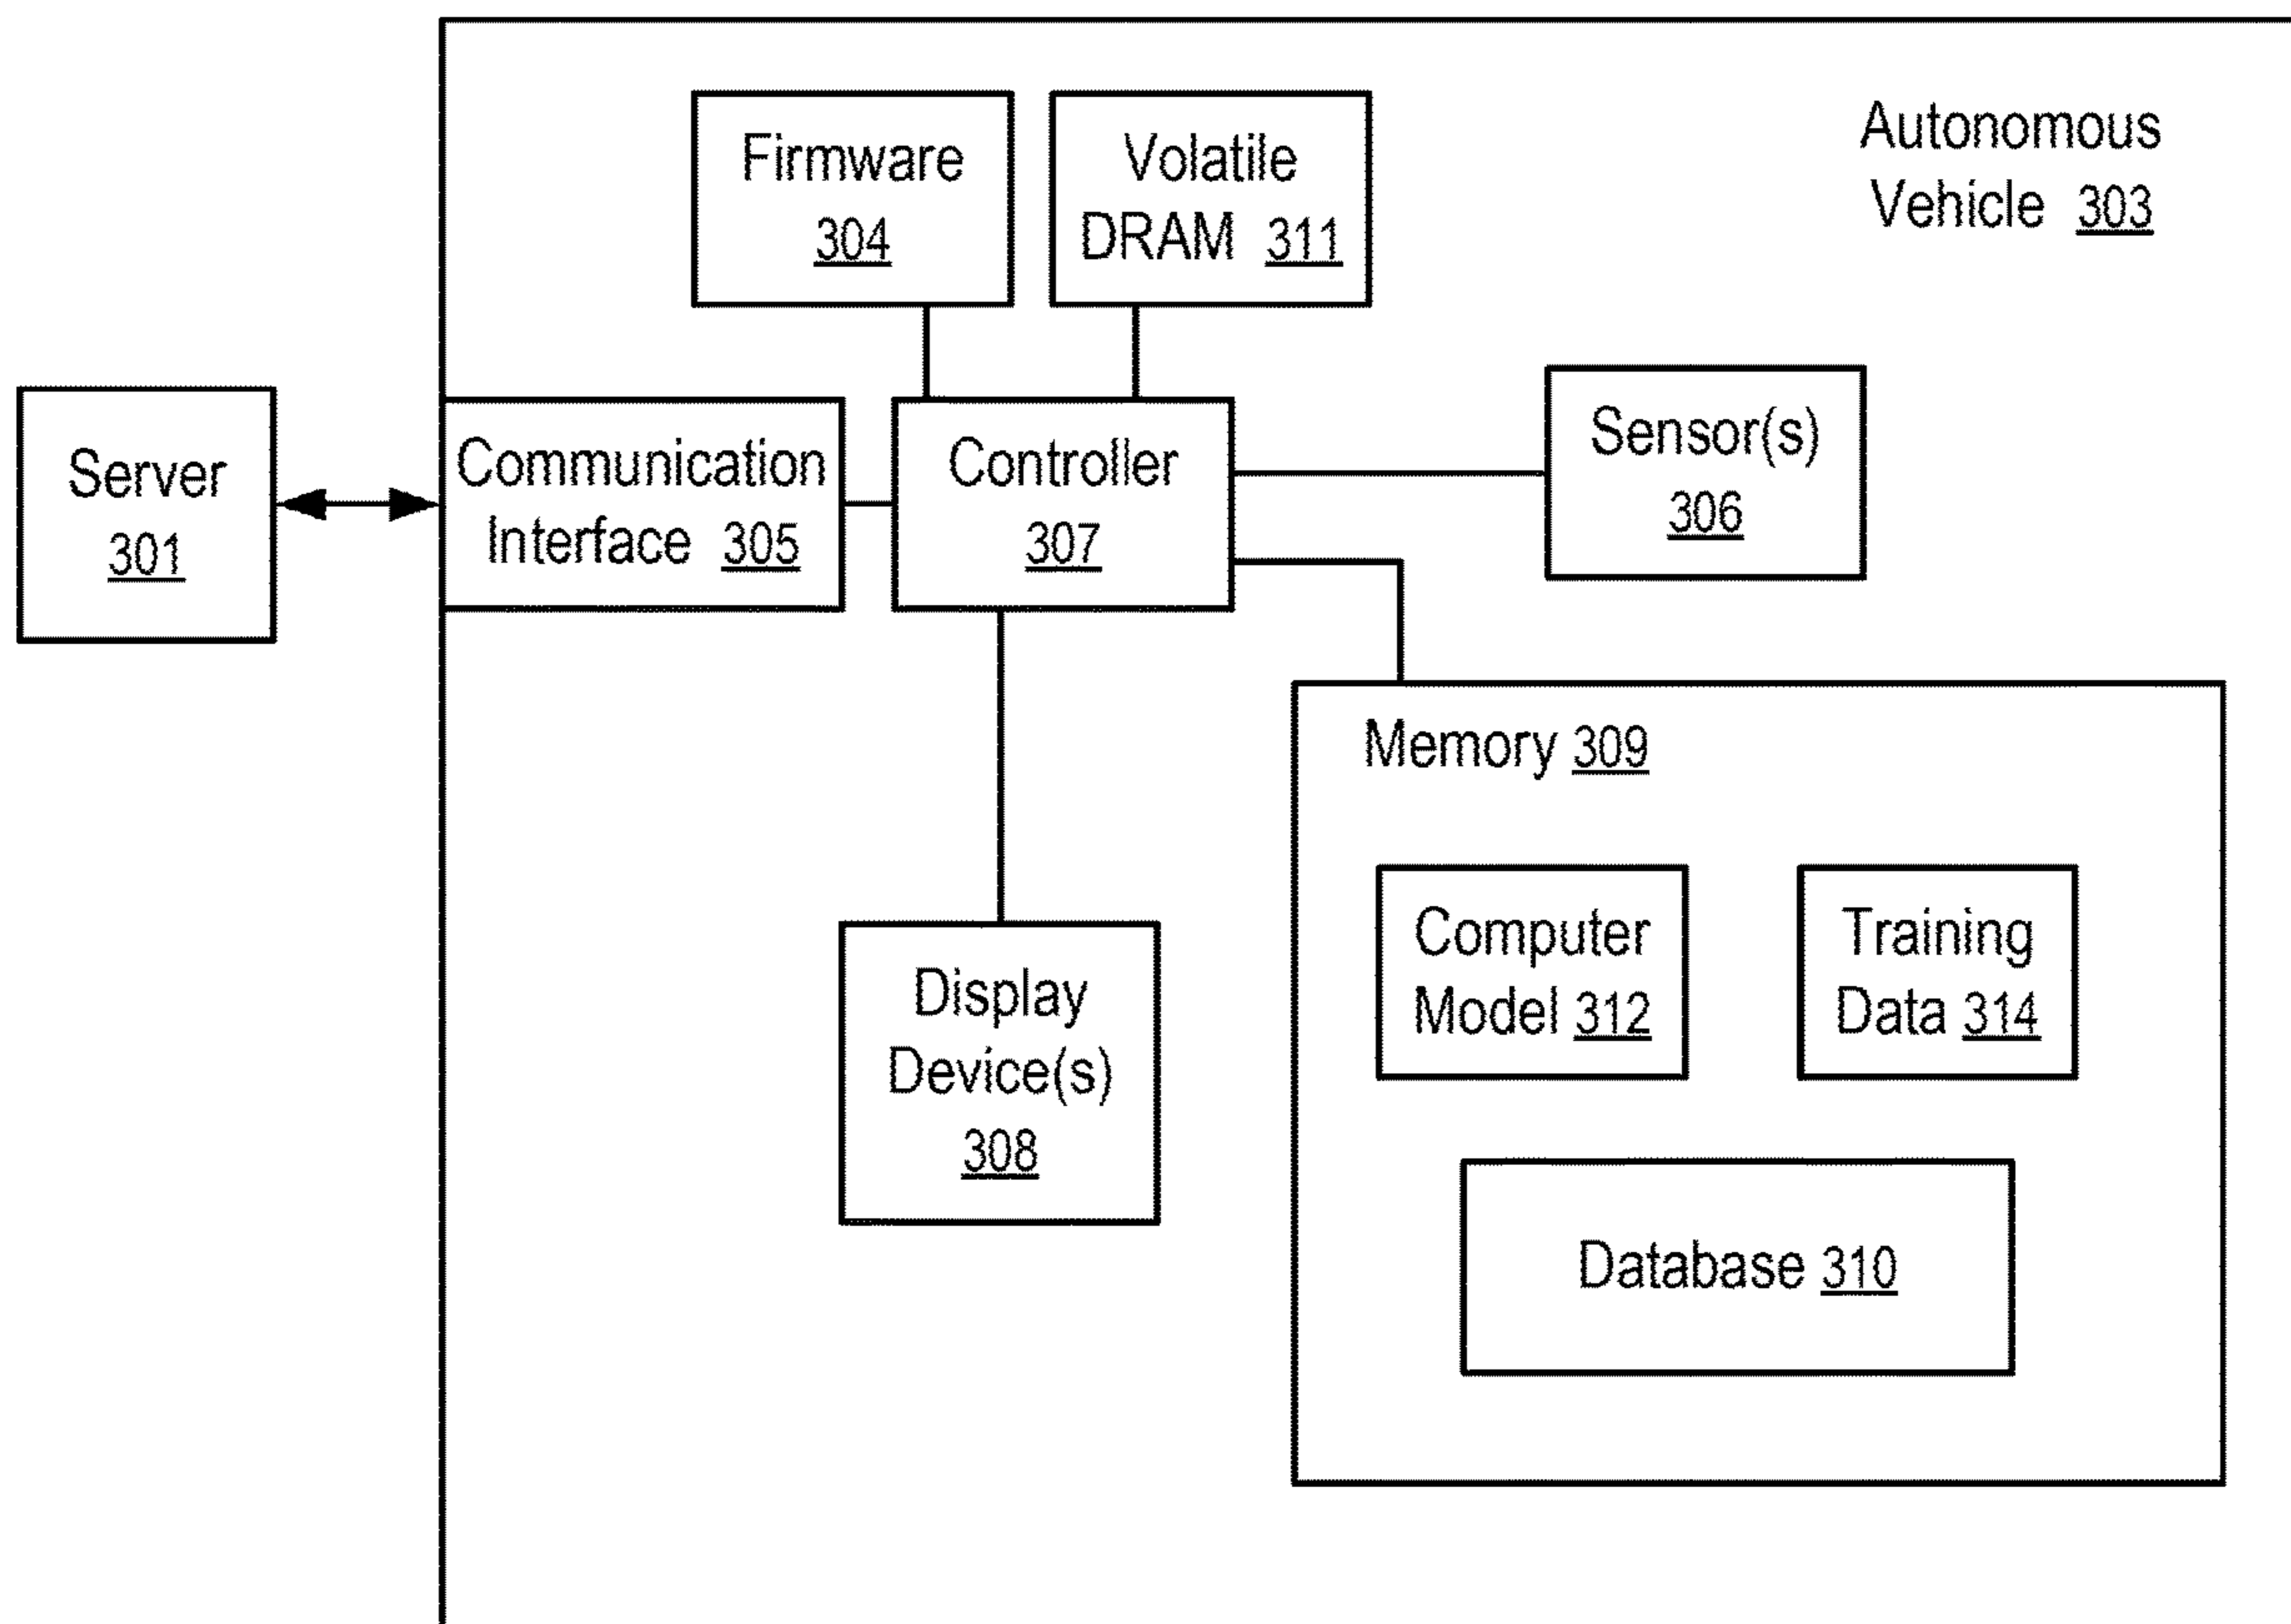 Firmware
304
Volatile
DRAM 311
Autonomous
Vehicle 303
Server
301
Communication
Interface 305
Controller
307
Sensor(s)
306
Memory 309
Computer
Model 312
Training
Data 314
Display
Device(s)
308
Database 310